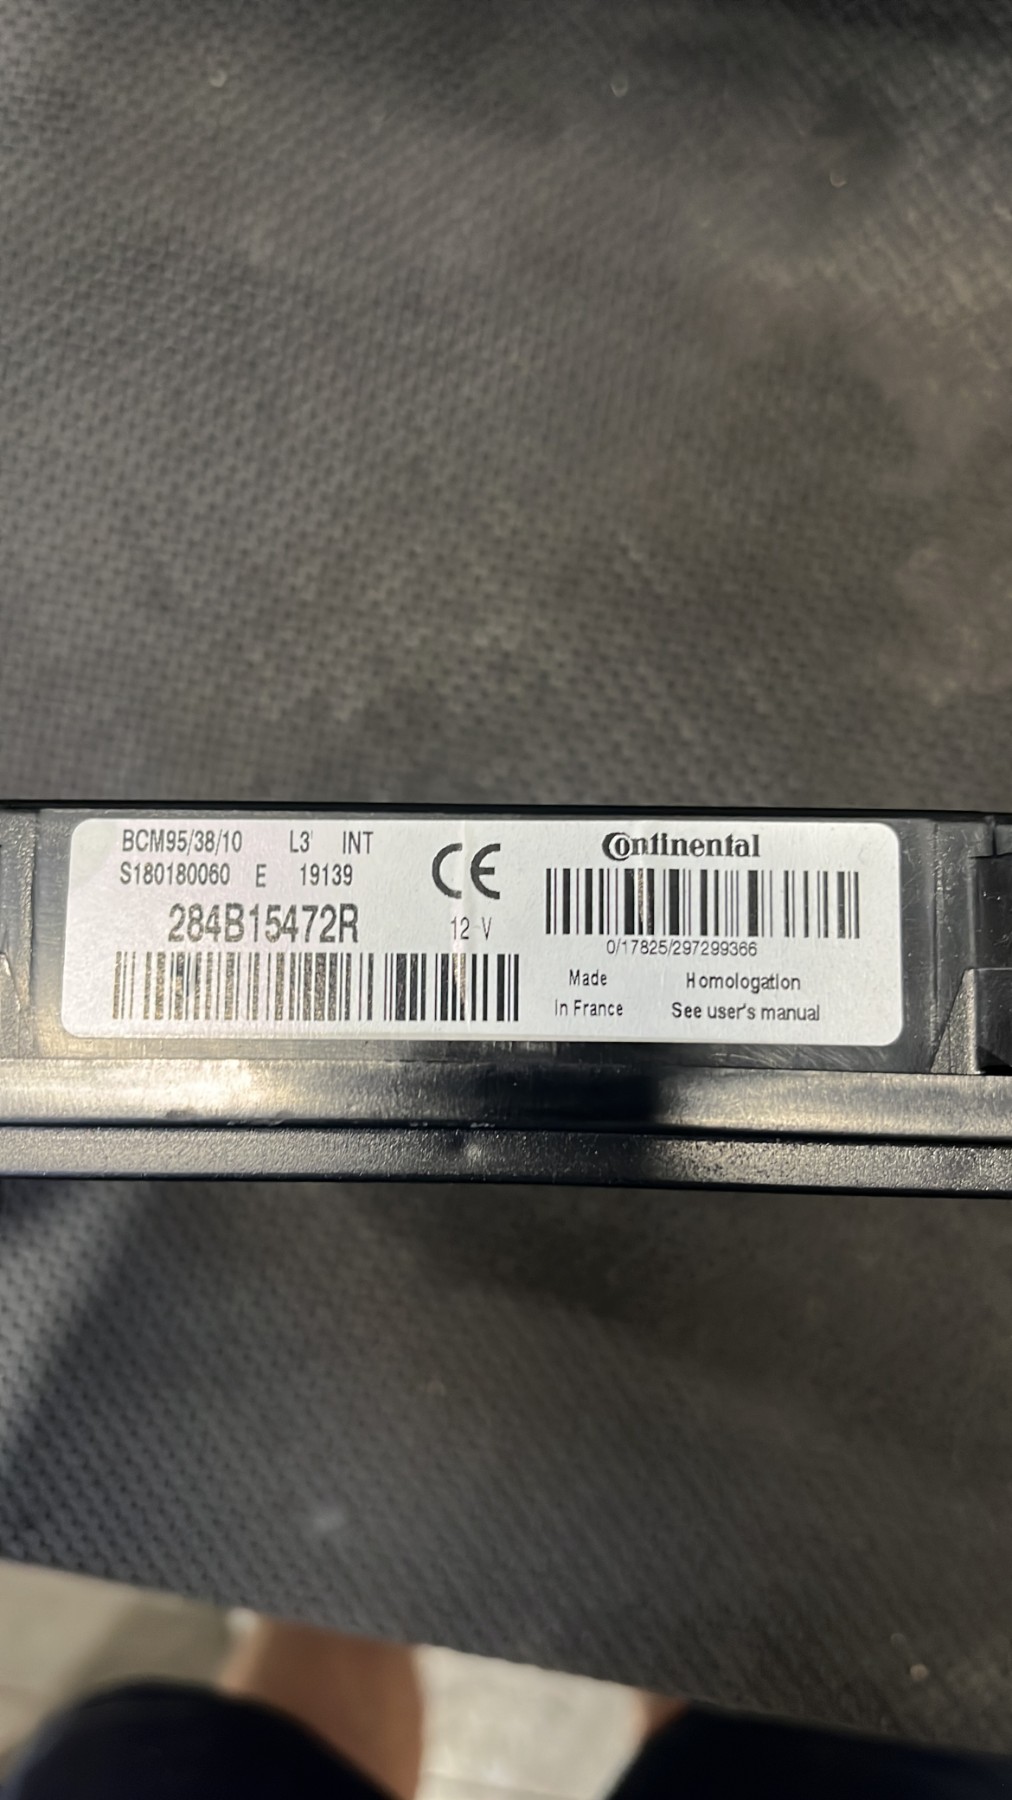 BCM95/38/10 L3 INT
S180180060 E 19139
284B15472R
CE
12 V
Continental
0/17825/297299366
Made
In France
Homologation
See user's manual